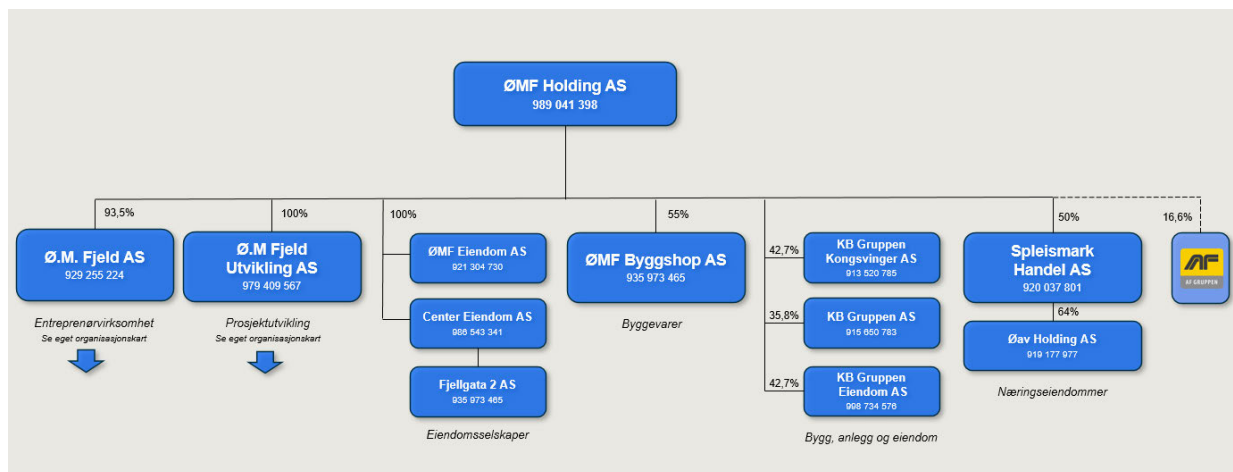 ØMF Holding AS
989 041 398
93,5%
100%
100%
55%
50%
16,6%
Ø.M. Fjeld AS
929 255 224
Entreprenørvirksomhet
Se eget organisasjonskart
Ø.M Fjeld
Utvikling AS
979 409 567
Prosjektutvikling
Se eget organisasjonskart
ØMF Eiendom AS
921 304 730
Center Eiendom AS
986 543 341
Fjellgata 2 AS
935 973 465
Eiendomsselskaper
ØMF Byggshop AS
935 973 465
Byggevarer
42,7%
KB Gruppen
Kongsvinger AS
913 520 785
35,8%
KB Gruppen AS
915 650 783
42,7%
KB Gruppen
Eiendom AS
998 734 576
Bygg, anlegg og eiendom
Spleismark
Handel AS
920 037 801
64%
Øav Holding AS
919 177 977
Næringseiendommer
AF
AF GRUPPEN